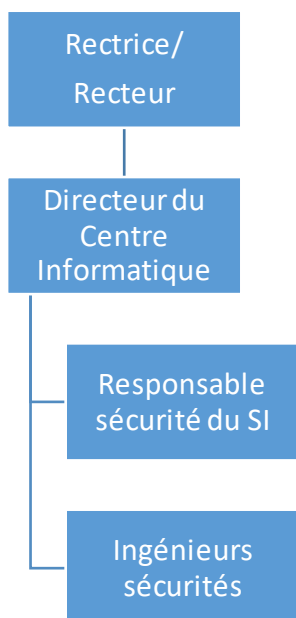 Rectrice/
Recteur
Directeur du
Centre
Informatique
Responsable
sécurité du SI
Ingénieurs
sécurités